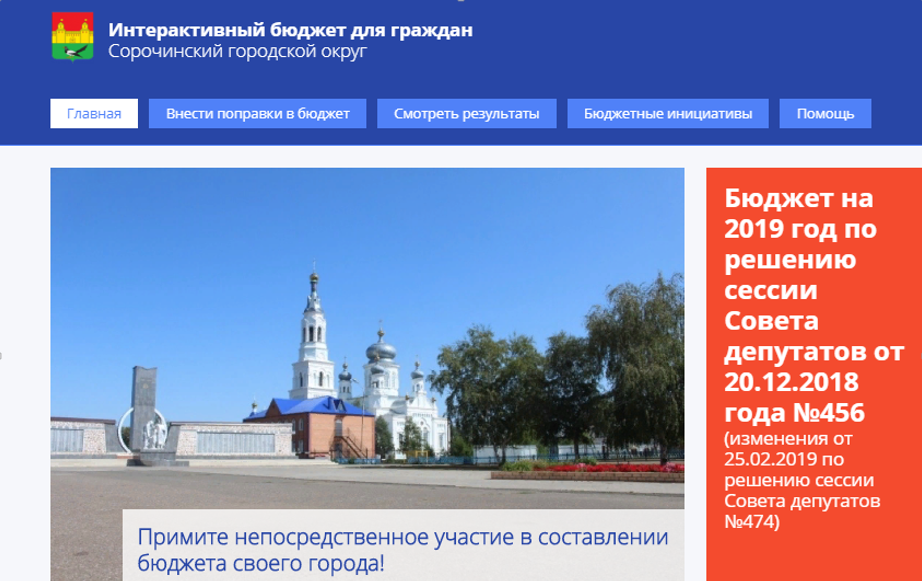 Интерактивный бюджет для граждан
Сорочинский городской округ
Главная
Внести поправки в бюджет
Смотреть результаты
Бюджетные инициативы
Помощь
Бюджет на
2019 год по
решению
сессии
Совета
депутатов от
20.12.2018
года №456
(изменения от
25.02.2019 по
решению сессии
Совета депутатов
№474)
Примите непосредственное участие в составлении
бюджета своего города!